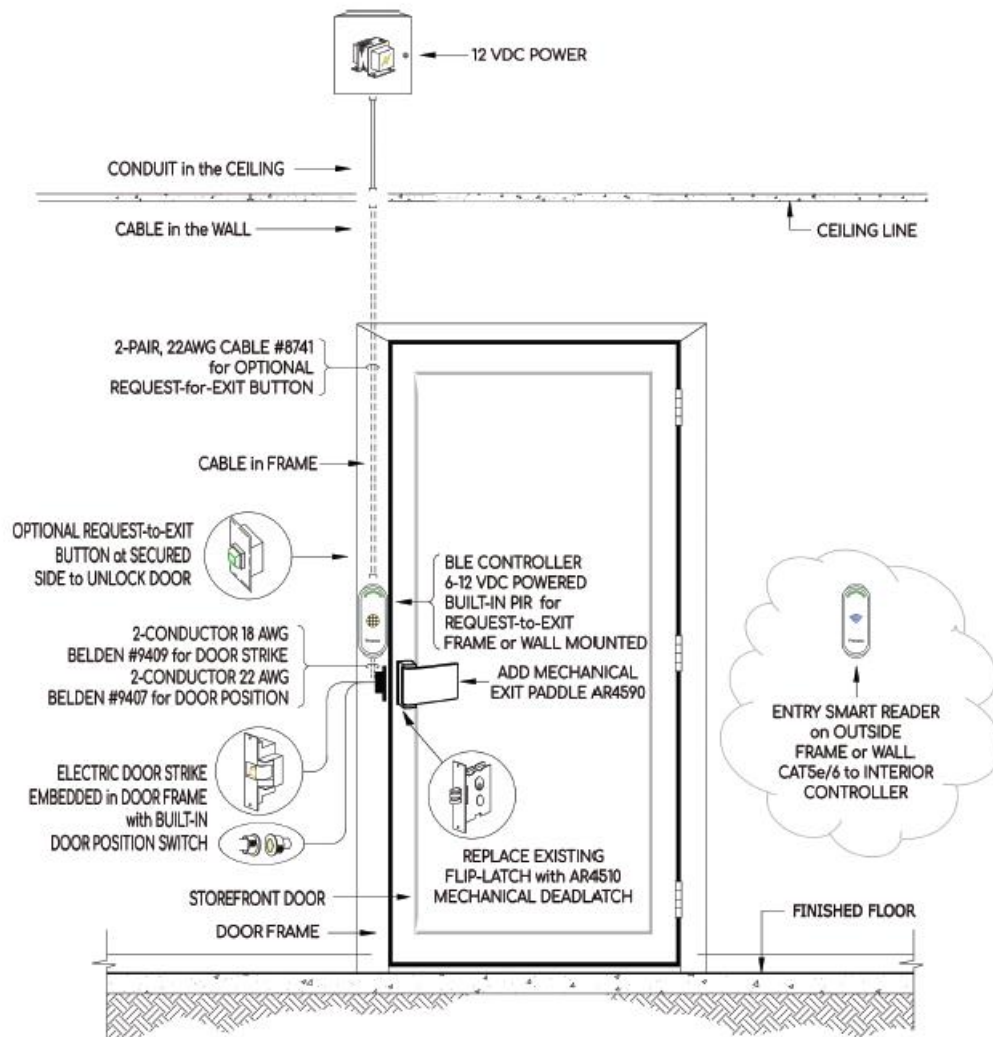 12 VDC POWER
CONDUIT in the CEILING
CABLE in the WALL
CEILING LINE
2-PAIR, 22AWG CABLE #8741
for OPTIONAL
REQUEST-for-EXIT BUTTON
CABLE in FRAME
OPTIONAL REQUEST-to-EXIT
BUTTON at SECURED
SIDE to UNLOCK DOOR
BLE CONTROLLER
6-12 VDC POWERED
BUILT-IN PIR for
REQUEST-to-EXIT
FRAME or WALL MOUNTED
2-CONDUCTOR 18 AWG
BELDEN #9409 for DOOR STRIKE
2-CONDUCTOR 22 AWG
BELDEN #9407 for DOOR POSITION
ADD MECHANICAL
EXIT PADDLE AR4590
ENTRY SMART READER
on OUTSIDE
FRAME or WALL
CAT5e/6 to INTERIOR
CONTROLLER
ELECTRIC DOOR STRIKE
EMBEDDED in DOOR FRAME
with BUILT-IN
DOOR POSITION SWITCH
REPLACE EXISTING
FLIP-LATCH with AR4510
MECHANICAL DEADLATCH
STOREFRONT DOOR
DOOR FRAME
FINISHED FLOOR